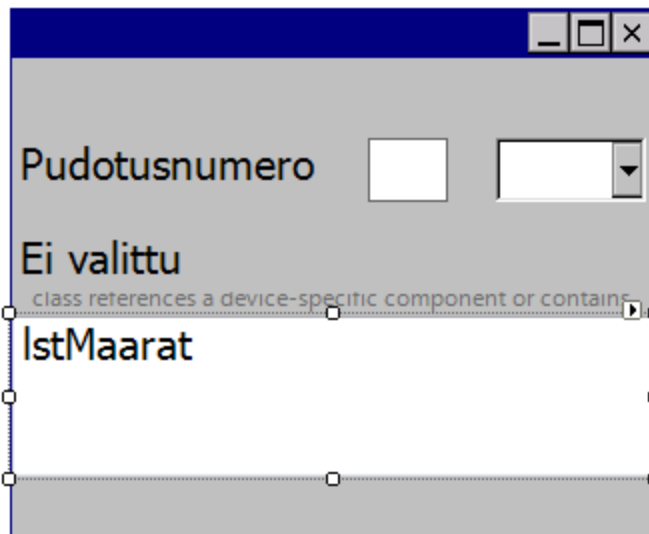 Pudotusnumero
Ei valittu
class references a device-specific component or contains
lstMaarat